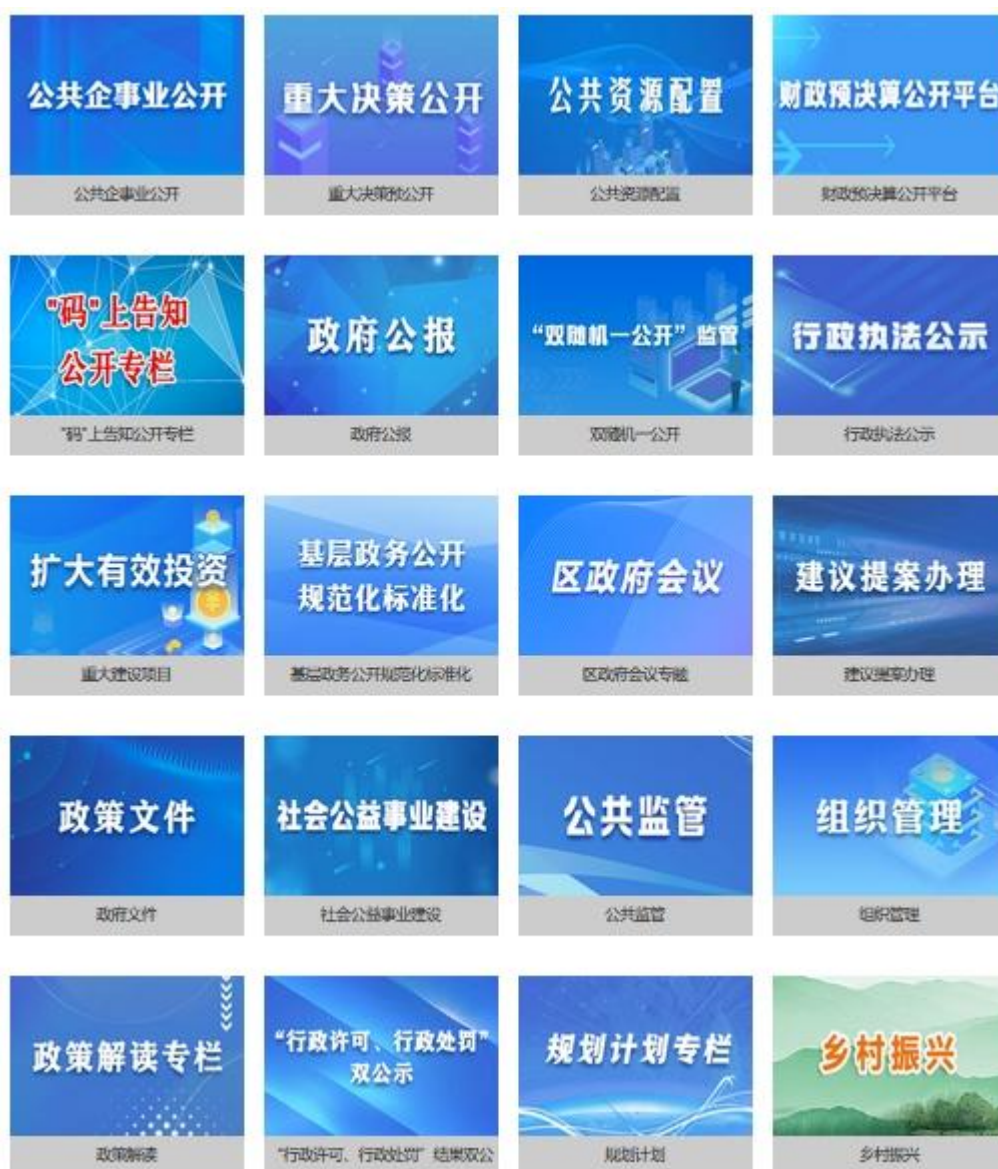 公共企事业公开
重大决策公开
公共资源配置
财政预决算公开平台
公共企事业公开
重大决策预公开
公共资源配置
财政预决算公开平台
"码"上告知
公开专栏
政府公报
“双随机一公开”监管
行政执法公示
"码"上告知公开专栏
政府公报
双随机一公开
行政执法公示
扩大有效投资
基层政务公开
规范化标准化
区政府会议
建议提案办理
重大建设项目
基层政务公开规范化标准化
区政府会议专题
建议提案办理
政策文件
社会公益事业建设
公共监管
组织管理
政府文件
社会公益事业建设
公共监管
组织管理
政策解读专栏
“行政许可、行政处罚”
双公示
规划计划专栏
乡村振兴
政策解读
“行政许可、行政处罚”结果双公
规划计划
乡村振兴